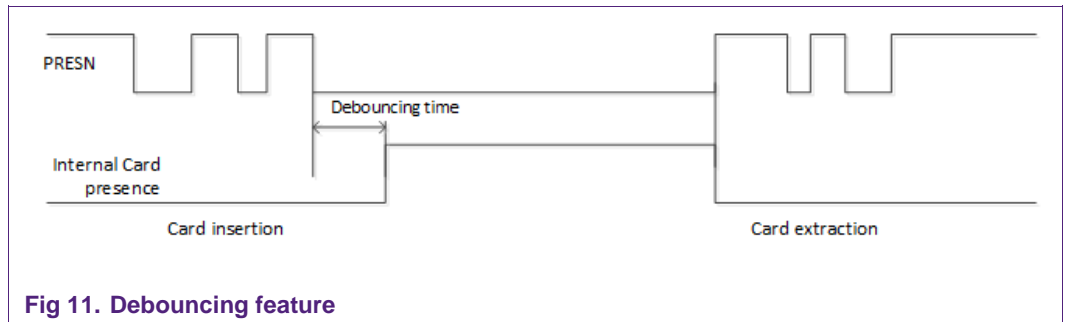 PRESN
Debouncing time
Internal Card
presence
Card insertion
Card extraction
Fig 11. Debouncing feature